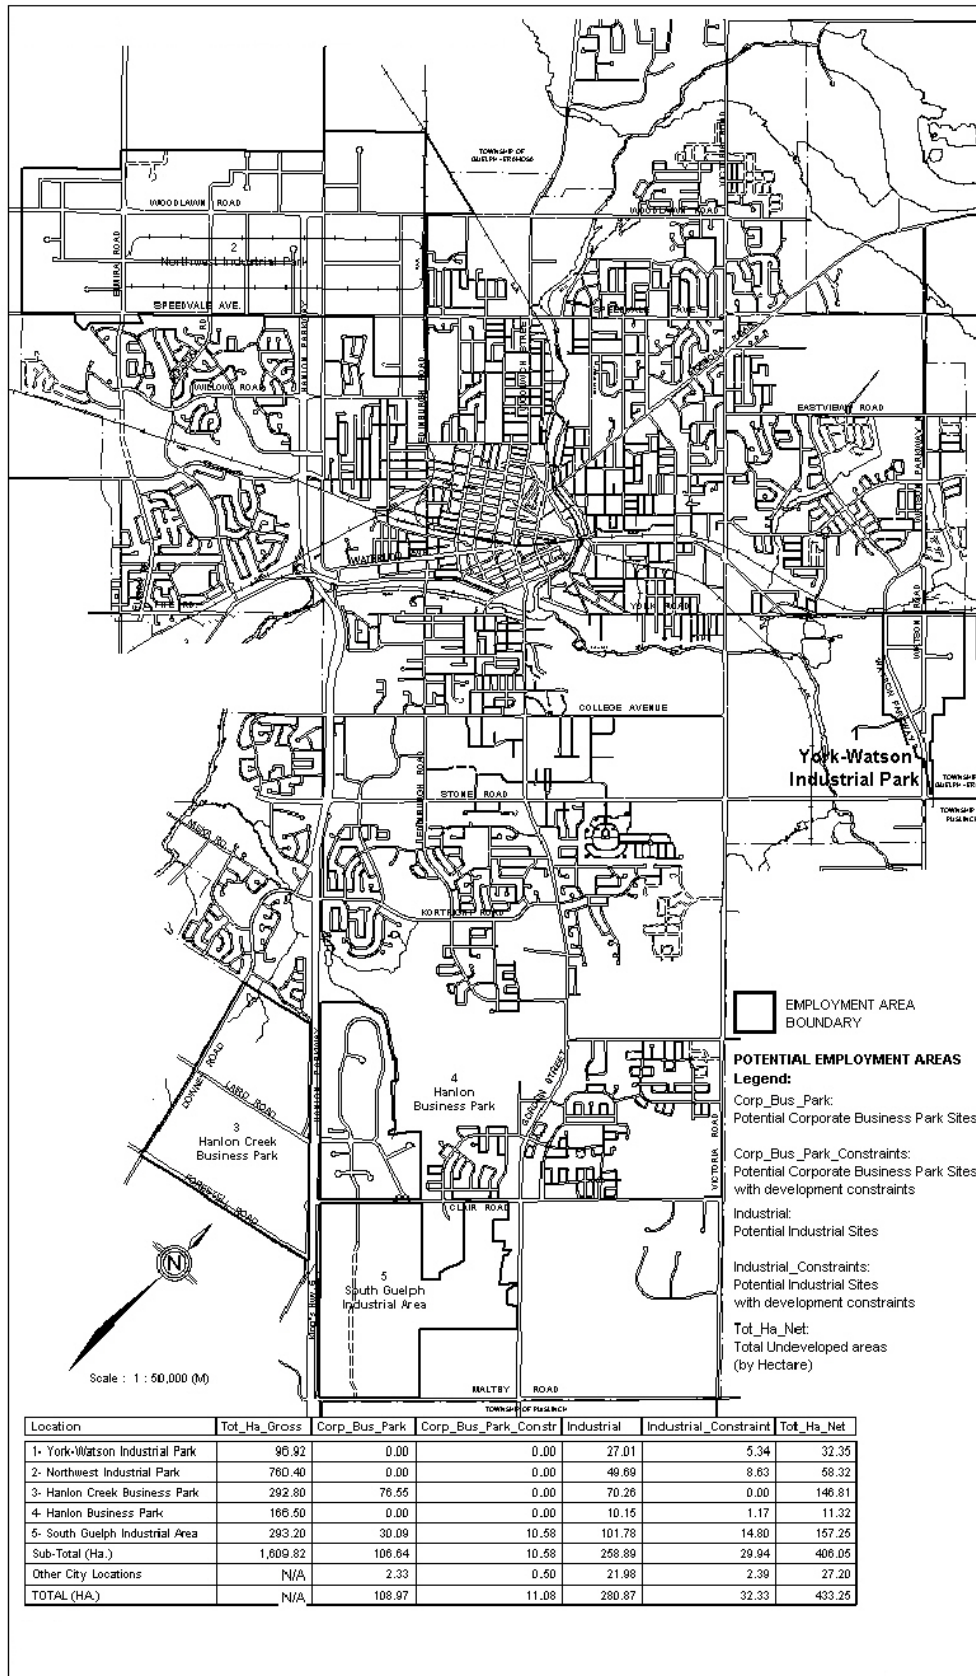 TOWNSHIP OF
GUELPH-ERAMOSA
WOODLAWN ROAD
VICTORIA ROAD
WOODLAWN ROAD
ELMIRA ROAD
2
Northwest Industrial Park
SPEEDVALE AVE.
HANLON PARKWAY
SPEEDVALE AVE.
WOOLWICH STREET
EDINBURGH ROAD
WILLOW ROAD
EASTVIEW ROAD
WATSON PARKWAY
YORK ROAD
WATSON ROAD
WATSON PARKWAY
COLLEGE AVENUE
York-Watson
Industrial Park
TOWNSHIP
GUELPH-ER
TOWNSHIP
PUSLINCH
EDINBURGH ROAD
STONE ROAD
KORTRIGHT ROAD
EMPLOYMENT AREA
BOUNDARY
POTENTIAL EMPLOYMENT AREAS
Legend:
Corp_Bus_Park:
Potential Corporate Business Park Sites
Corp_Bus_Park_Constraints:
Potential Corporate Business Park Sites
with development constraints
Industrial:
Potential Industrial Sites
Industrial_Constraints:
Potential Industrial Sites
with development constraints
Tot_Ha_Net:
Total Undeveloped areas
(by Hectare)
HANLON PARKWAY
4
Hanlon
Business Park
GORDON STREET
VICTORIA ROAD
LAIRD ROAD
3
Hanlon Creek
Business Park
CLAIR ROAD
N
5
South Guelph
Industrial Area
Scale : 1 : 50,000 (M)
MALTBY ROAD
TOWNSHIP OF PUSLINCH
Location Tot_Ha_Gross Corp_Bus_Park Corp_Bus_Park_Constr Industrial Industrial_Constraint Tot_Ha_Net
1- York-Watson Industrial Park 96.92 0.00 0.00 27.01 5.34 32.35
2- Northwest Industrial Park 760.40 0.00 0.00 49.69 8.63 58.32
3- Hanlon Creek Business Park 292.80 76.55 0.00 70.26 0.00 146.81
4- Hanlon Business Park 166.50 0.00 0.00 10.15 1.17 11.32
5- South Guelph Industrial Area 293.20 30.09 10.58 101.78 14.80 157.25
Sub-Total (Ha.) 1,609.82 106.64 10.58 258.89 29.94 406.05
Other City Locations N/A 2.33 0.50 21.98 2.39 27.20
TOTAL (HA.) N/A 108.97 11.08 280.87 32.33 433.25